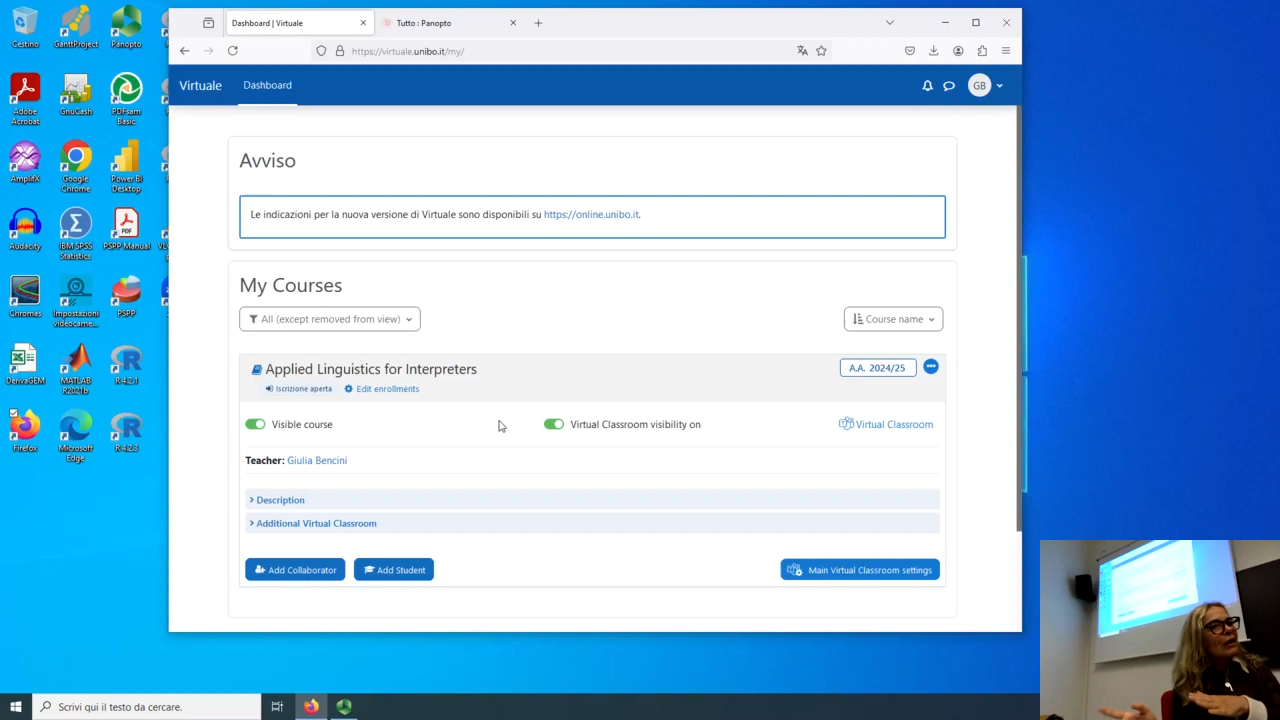 Cestino
GanttProject
Panopto
Adobe Acrobat
GnuCash
PDFsam Basic
AmplifX
Google Chrome
Power BI Desktop
Audacity
IBM SPSS Statistics
PSPP Manual
Chromas
Impostazioni videocame...
PSPP
DerivaGEM
MATLAB R2021b
R 4.2.1
Firefox
Microsoft Edge
R 4.2.3
Dashboard | Virtuale
Tutto : Panopto
https://virtuale.unibo.it/my/
Virtuale
Dashboard
GB
Avviso
Le indicazioni per la nuova versione di Virtuale sono disponibili su https://online.unibo.it.
My Courses
All (except removed from view)
Course name
Applied Linguistics for Interpreters
A.A. 2024/25
Iscrizione aperta
Edit enrollments
Visible course
Virtual Classroom visibility on
Virtual Classroom
Teacher: Giulia Bencini
Description
Additional Virtual Classroom
Add Collaborator
Add Student
Main Virtual Classroom settings
Scrivi qui il testo da cercare.